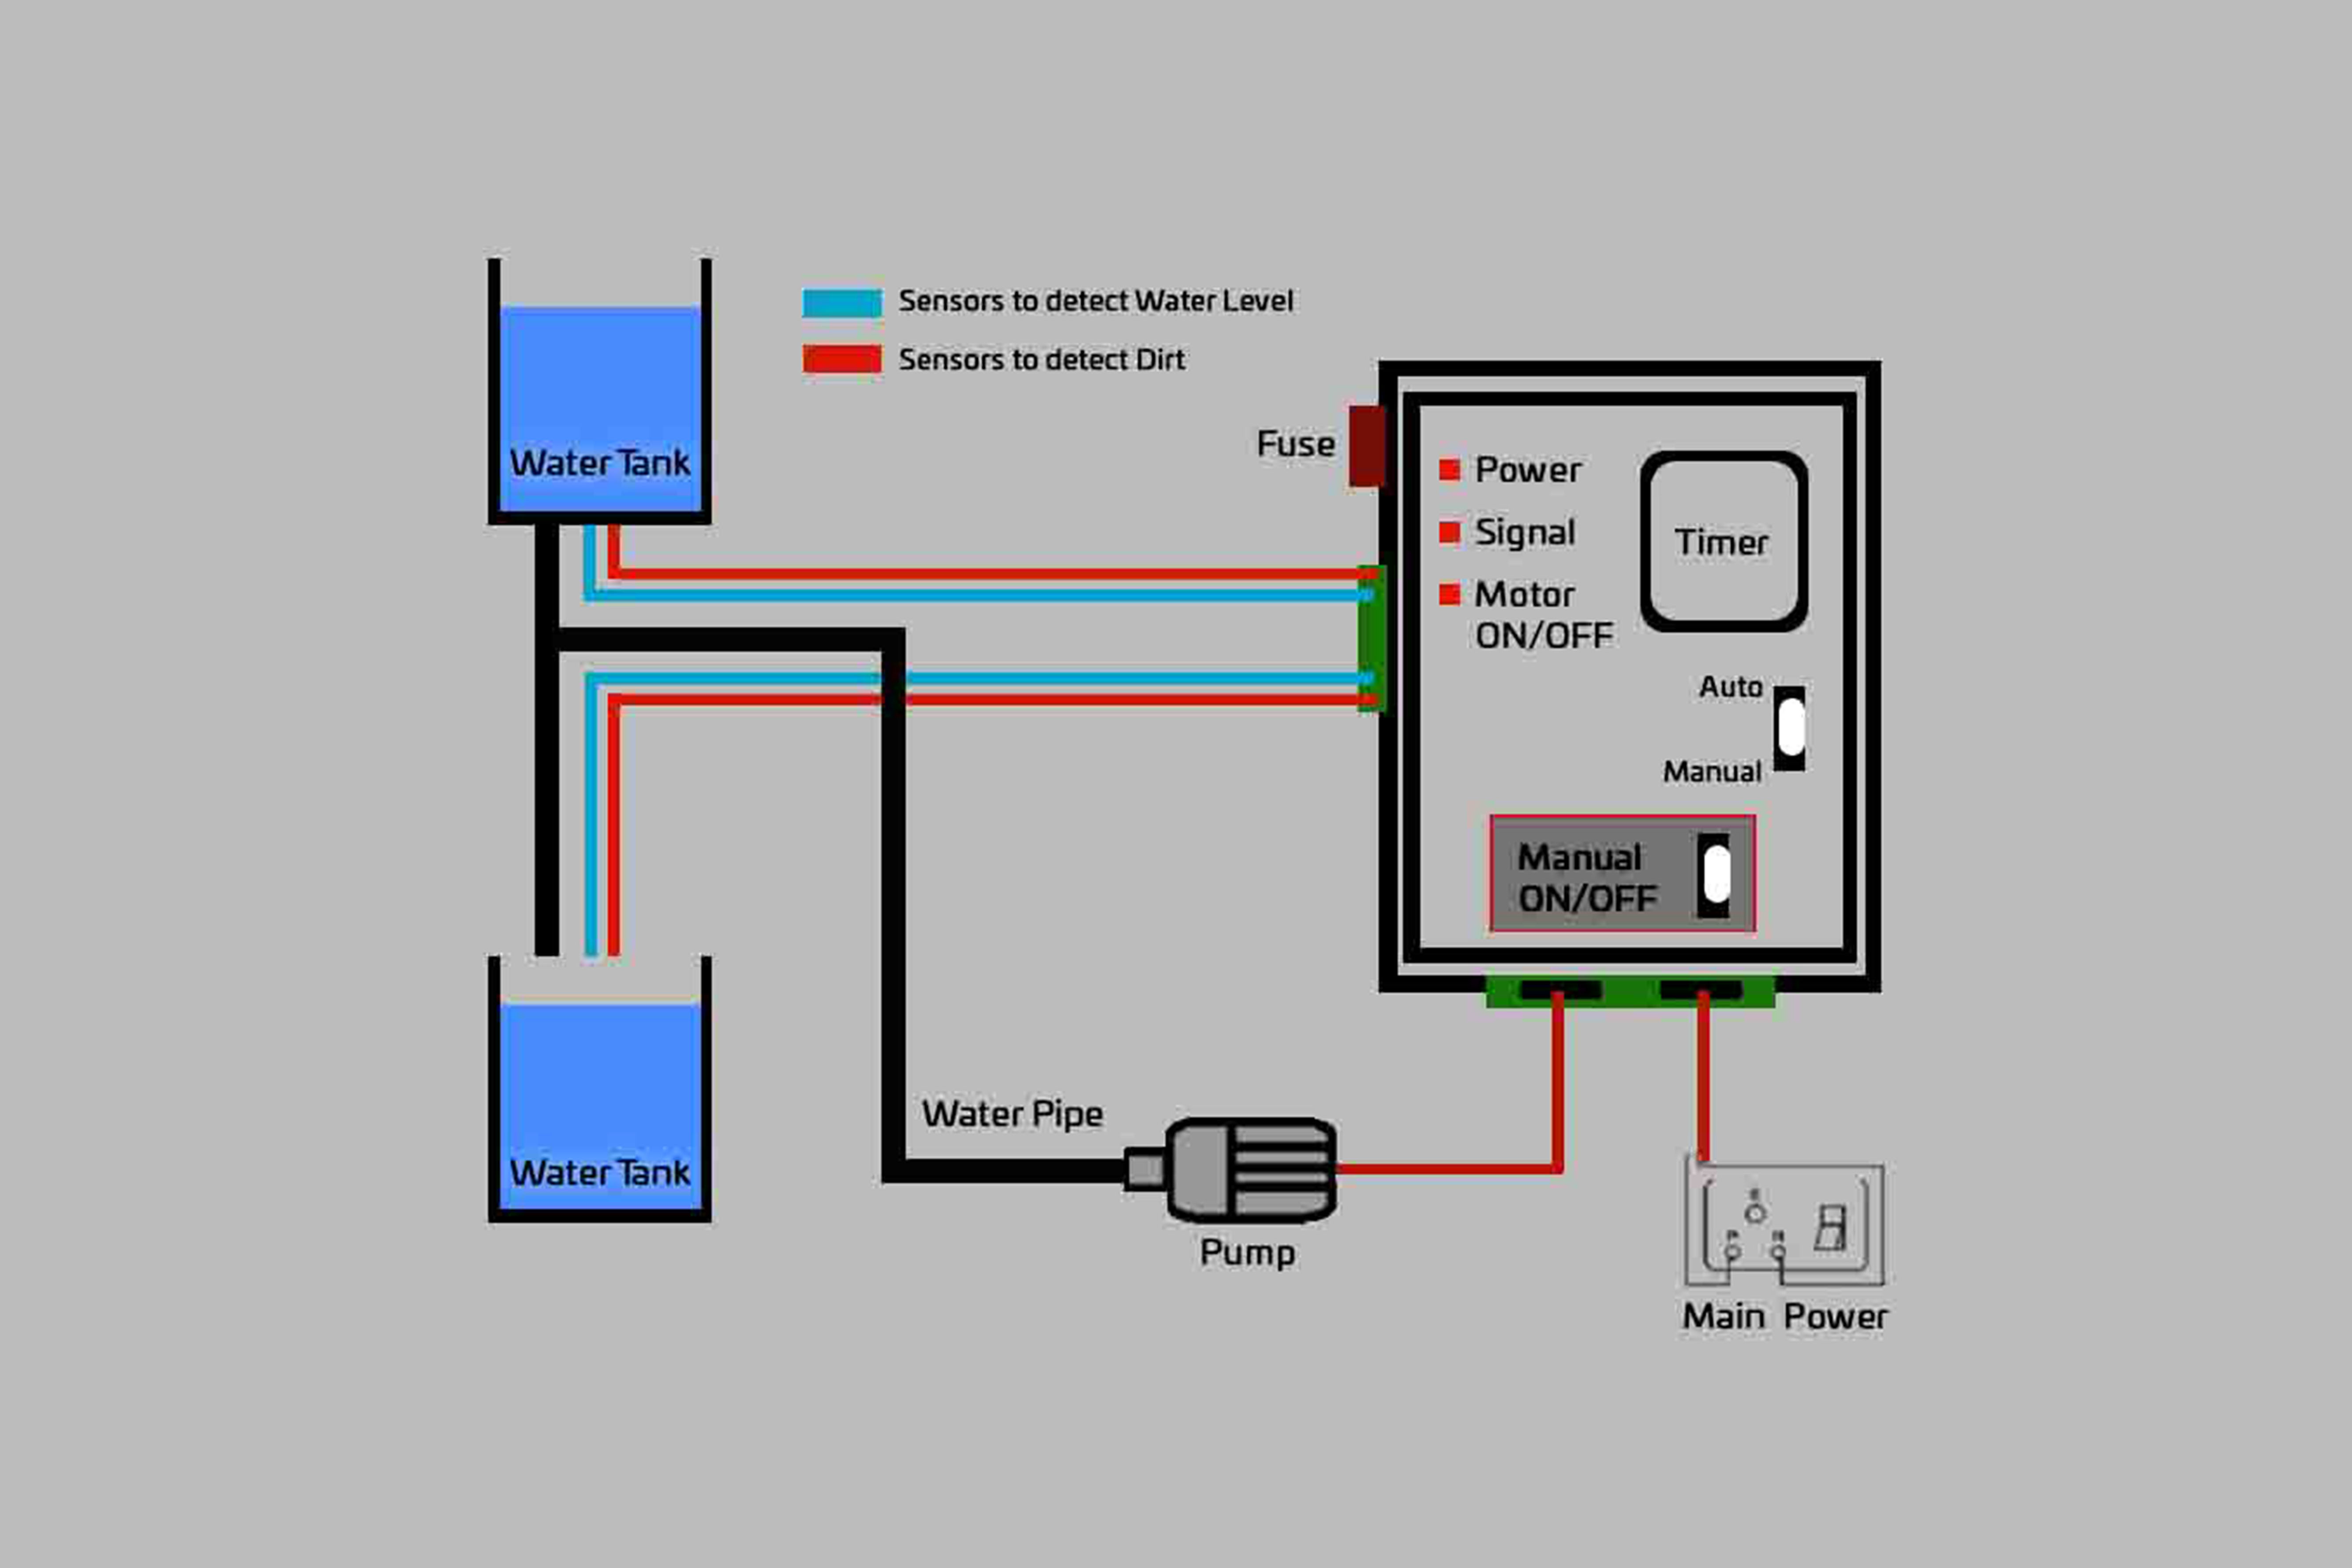 Sensors to detect Water Level
Sensors to detect Dirt
Water Tank
Fuse
Power
Signal
Motor
ON/OFF
Timer
Auto
Manual
Manual
ON/OFF
Water Pipe
Water Tank
Pump
Main Power